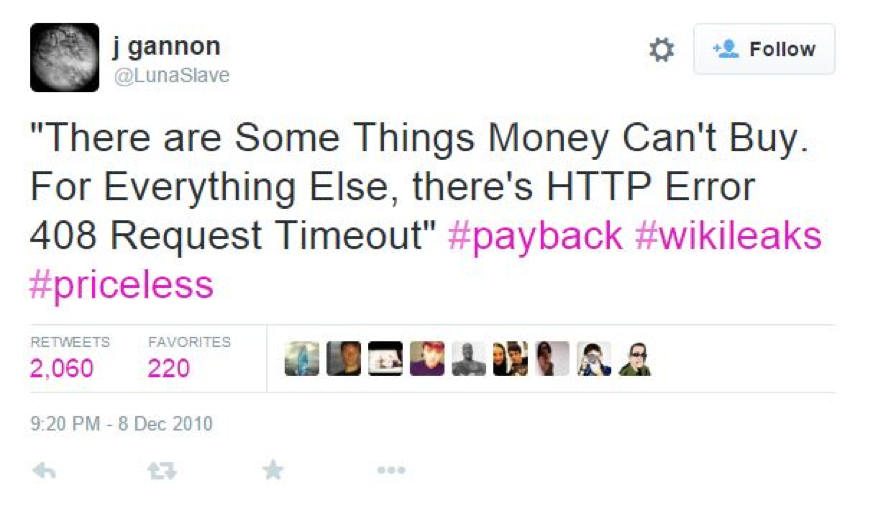 j gannon
@LunaSlave
Follow
"There are Some Things Money Can't Buy.
For Everything Else, there's HTTP Error
408 Request Timeout" #payback #wikileaks
#priceless
RETWEETS FAVORITES
2,060 220
9:20 PM - 8 Dec 2010